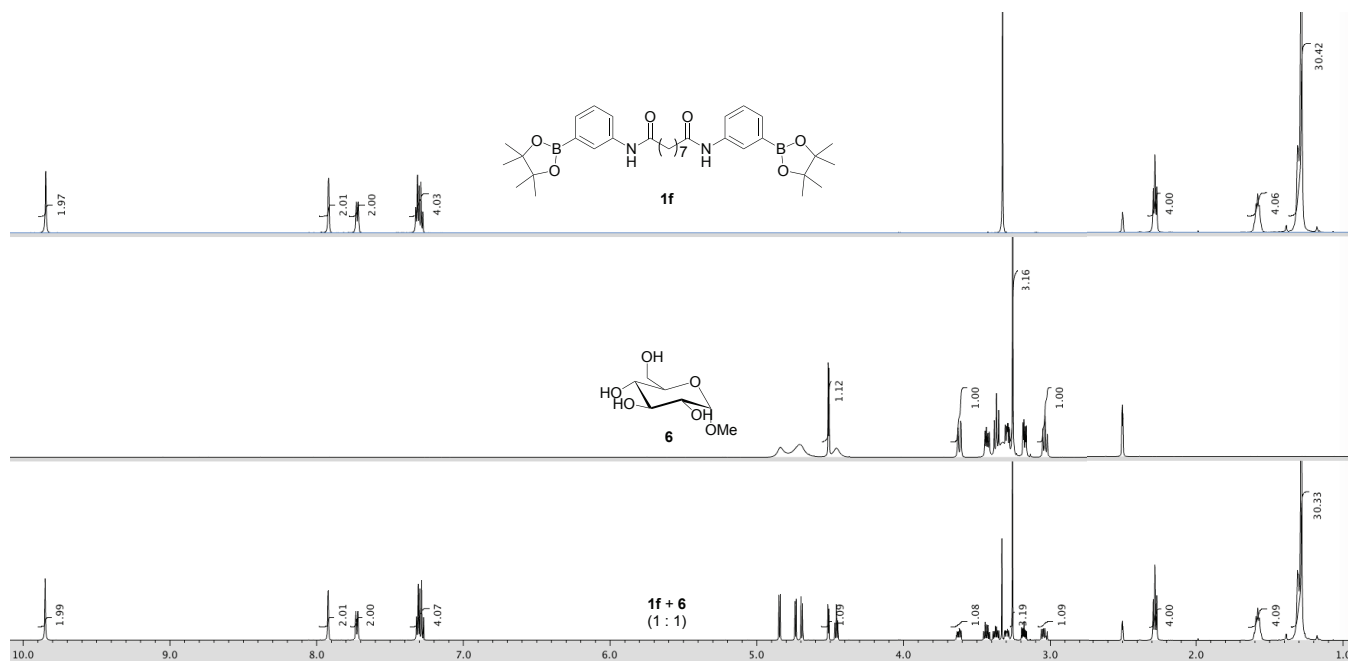 30.42
O O
7
O B N H N H B O
O O
1f
1.97
2.01
2.00
4.03
4.00
4.06
3.16
OH
O
HO
HO
OH
OMe
6
1.12
1.00
1.00
30.33
1f + 6
(1 : 1)
1.99
2.01
2.00
4.07
1.09
1.08
3.19
1.09
4.00
4.09
10.0 9.0 8.0 7.0 6.0 5.0 4.0 3.0 2.0 1.0